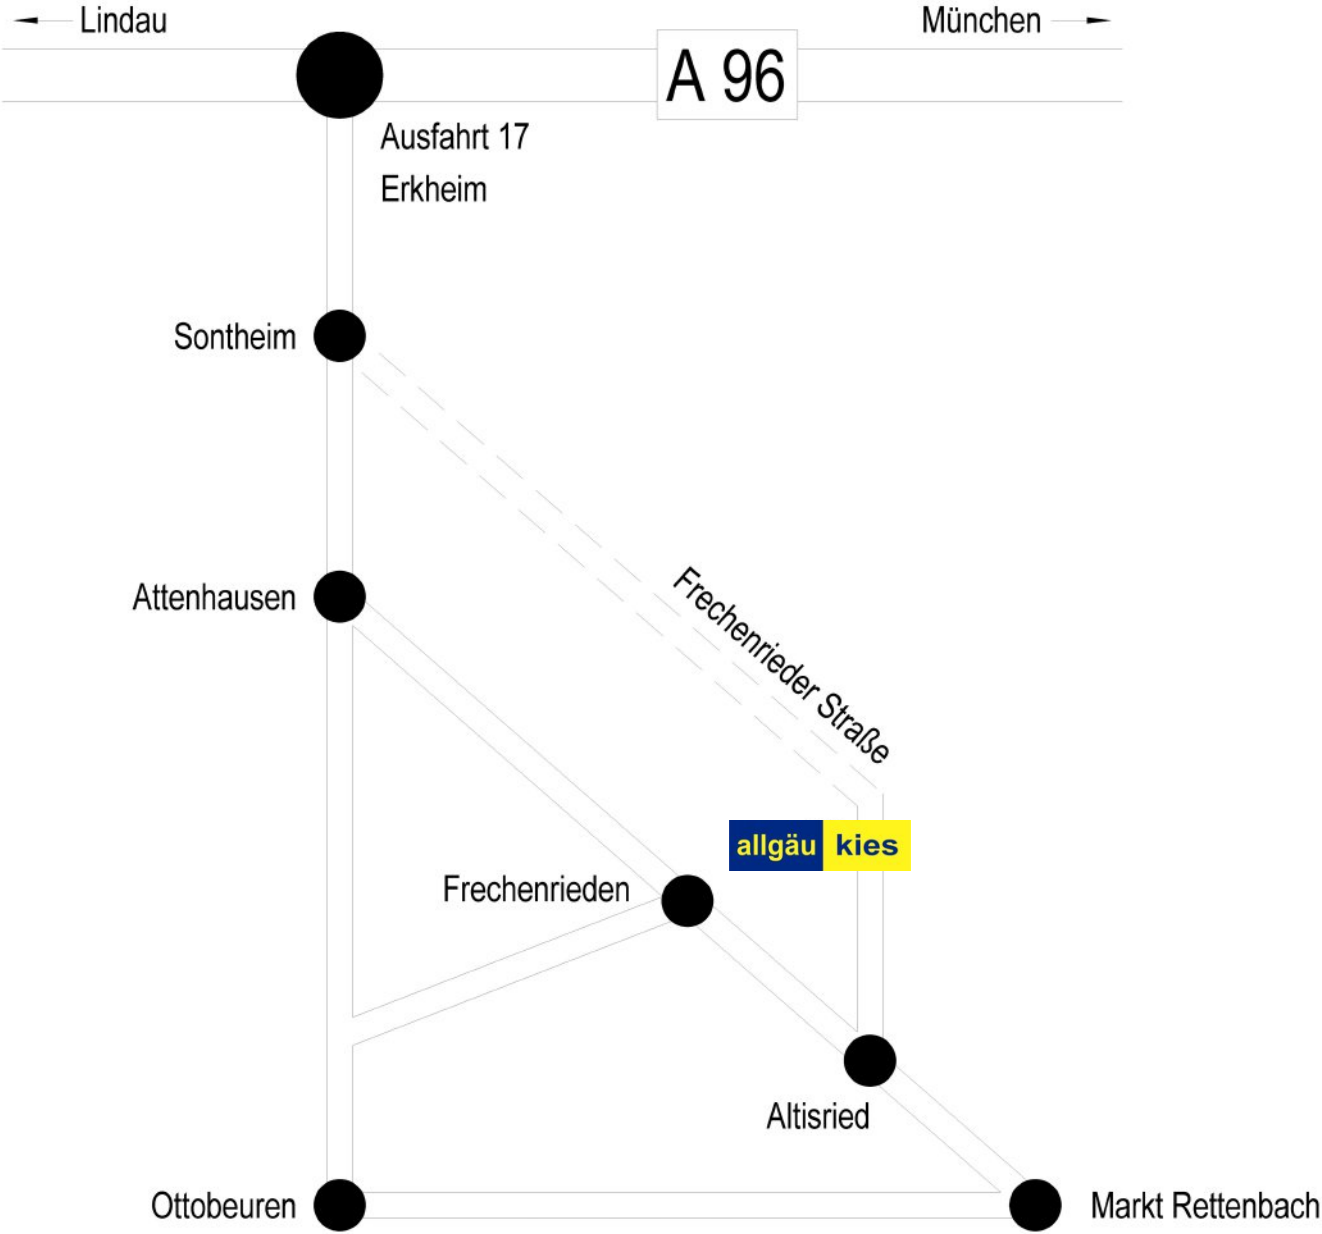 Lindau
München
A 96
Ausfahrt 17
Erkheim
Sontheim
Attenhausen
Frechenrieder Straße
allgäu kies
Frechenrieden
Altisried
Ottobeuren
Markt Rettenbach